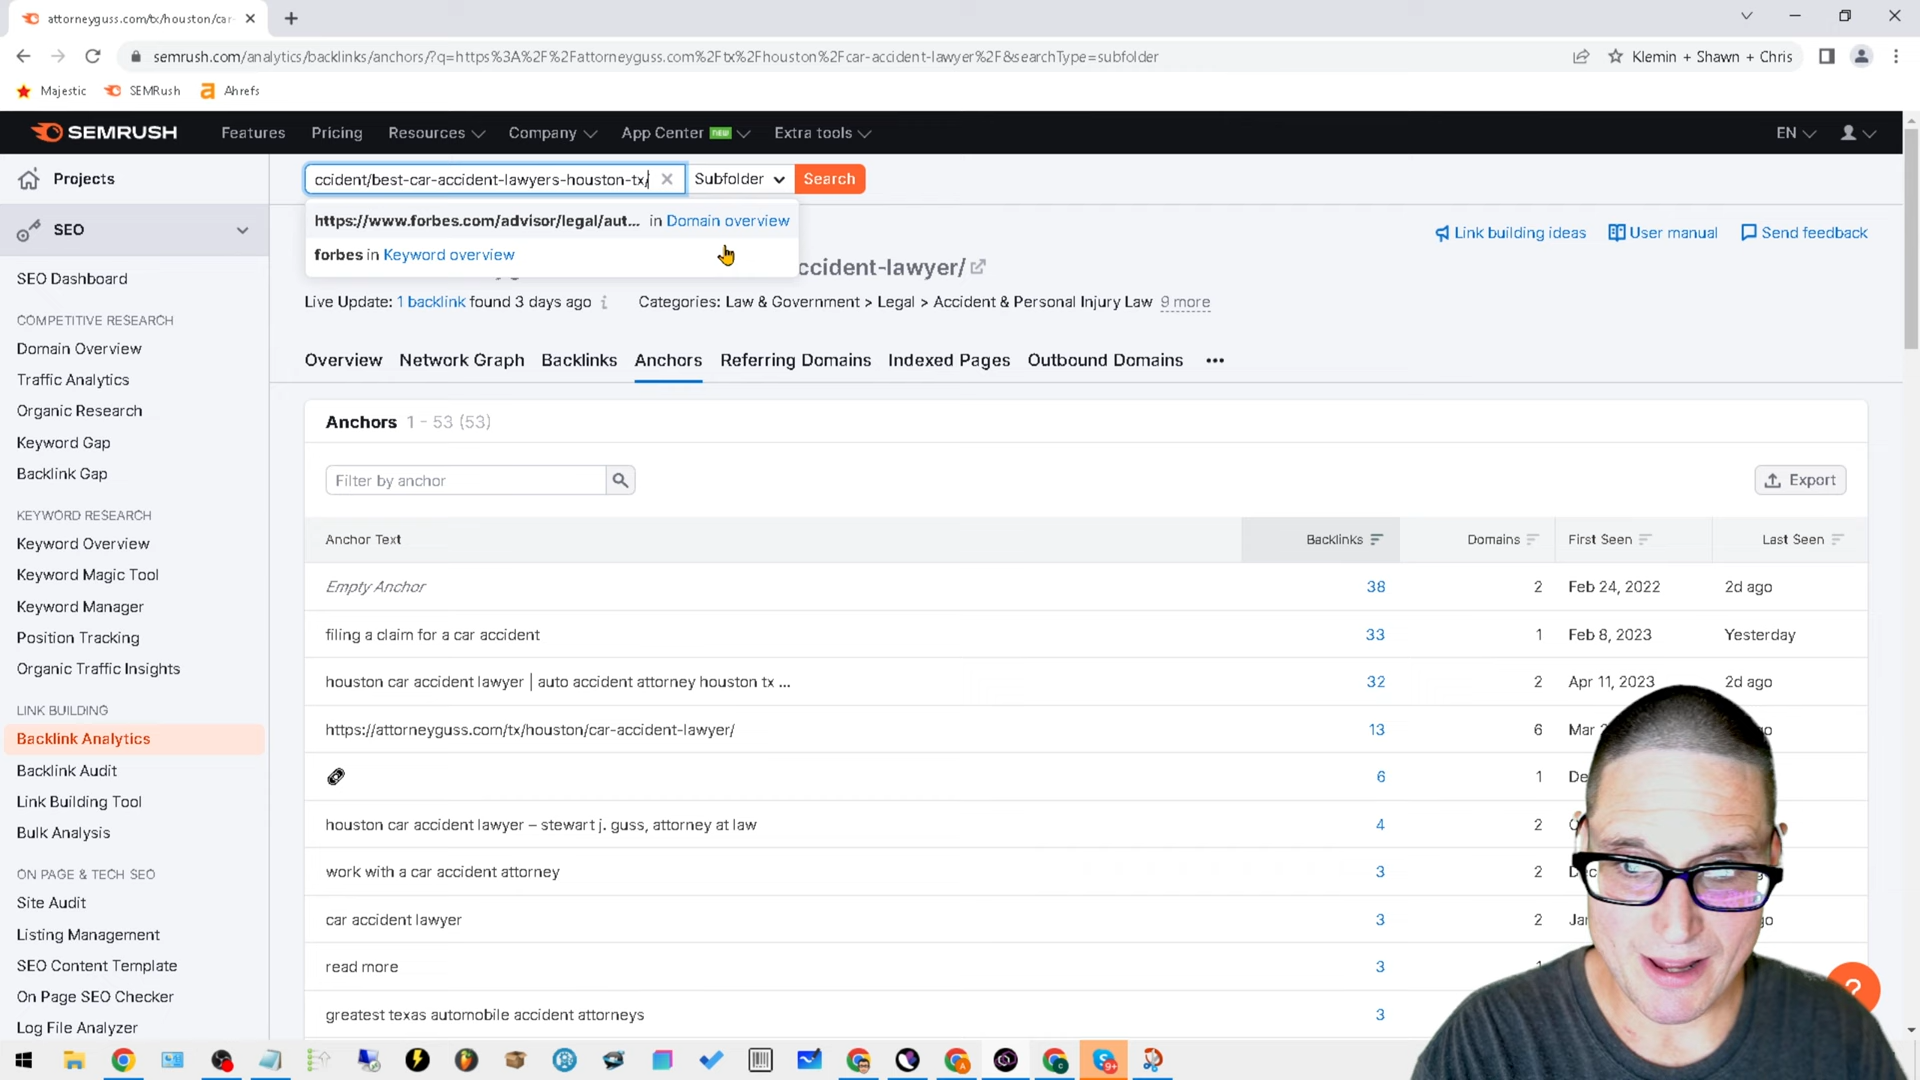 attorneyguss.com/tx/houston/car-
semrush.com/analytics/backlinks/anchors/?q=https%3A%2F%2Fattorneyguss.com%2Ftx%2Fhouston%2Fcar-accident-lawyer%2F&searchType=subfolder
Klemin + Shawn + Chris
Majestic SEMRush Ahrefs
SEMRUSH Features Pricing Resources Company App Center NEW Extra tools EN
Projects
ccident/best-car-accident-lawyers-houston-tx/ Subfolder Search
https://www.forbes.com/advisor/legal/aut... in Domain overview
SEO
Link building ideas User manual Send feedback
forbes in Keyword overview
ccident-lawyer/
SEO Dashboard
Live Update: 1 backlink found 3 days ago i Categories: Law & Government > Legal > Accident & Personal Injury Law 9 more
COMPETITIVE RESEARCH
Domain Overview
Overview Network Graph Backlinks Anchors Referring Domains Indexed Pages Outbound Domains
Traffic Analytics
Organic Research
Anchors 1 - 53 (53)
Keyword Gap
Backlink Gap
Filter by anchor Export
KEYWORD RESEARCH
Keyword Overview
Anchor Text Backlinks Domains First Seen Last Seen
Keyword Magic Tool
Empty Anchor 38 2 Feb 24, 2022 2d ago
Keyword Manager
Position Tracking
filing a claim for a car accident 33 1 Feb 8, 2023 Yesterday
Organic Traffic Insights
houston car accident lawyer | auto accident attorney houston tx ... 32 2 Apr 11, 2023 2d ago
LINK BUILDING
Backlink Analytics
https://attorneyguss.com/tx/houston/car-accident-lawyer/ 13 6 Mar
Backlink Audit
6 1 De
Link Building Tool
Bulk Analysis
houston car accident lawyer – stewart j. guss, attorney at law 4 2
ON PAGE & TECH SEO
work with a car accident attorney 3 2 Dec
Site Audit
car accident lawyer 3 2 Jan
Listing Management
SEO Content Template
read more 3
On Page SEO Checker
greatest texas automobile accident attorneys 3
Log File Analyzer
?
9+